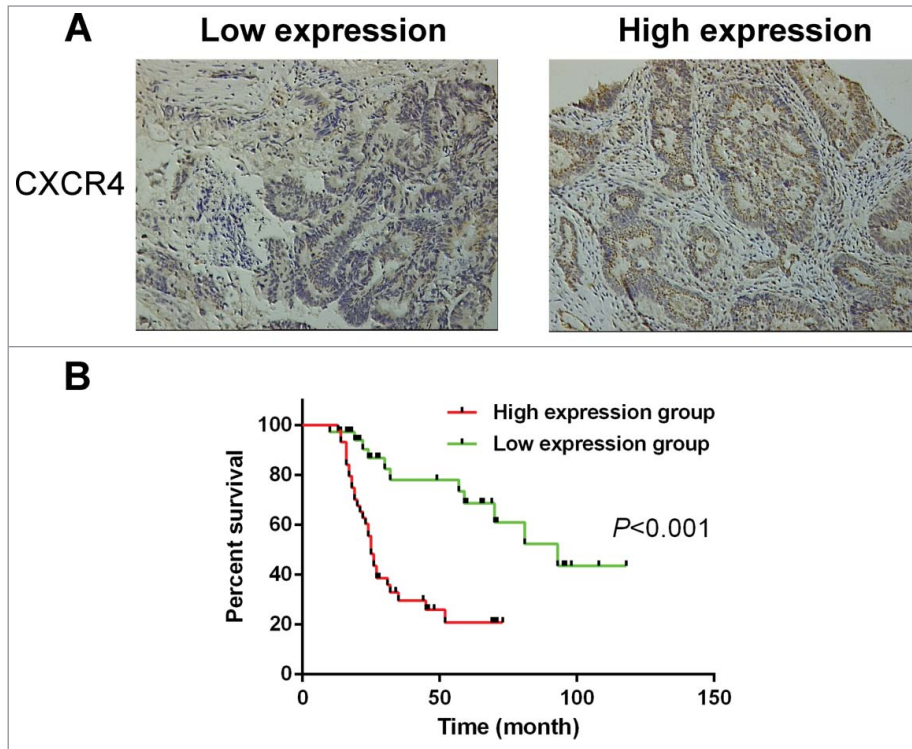 A
Low expression
High expression
CXCR4
B
High expression group
Low expression group
P<0.001
Percent survival
100
80
60
40
20
0
0 50 100 150
Time (month)